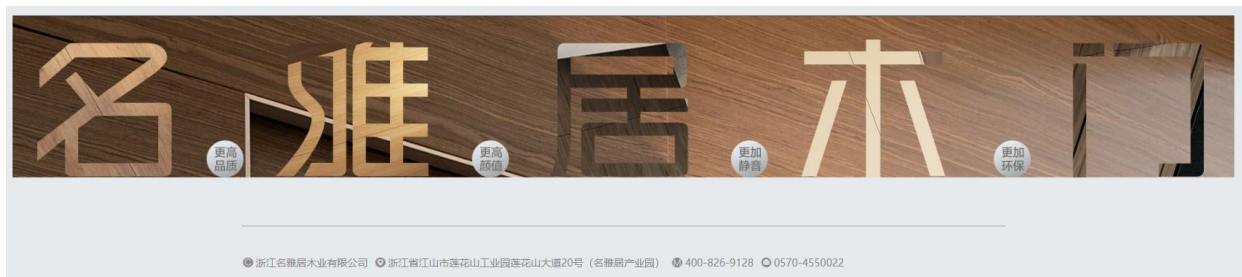 名雅居木门
更高
品质
更高
颜值
更加
静音
更加
环保
浙江名雅居木业有限公司 浙江省江山市莲花山工业园莲花山大道20号（名雅居产业园） 400-826-9128 0570-4550022